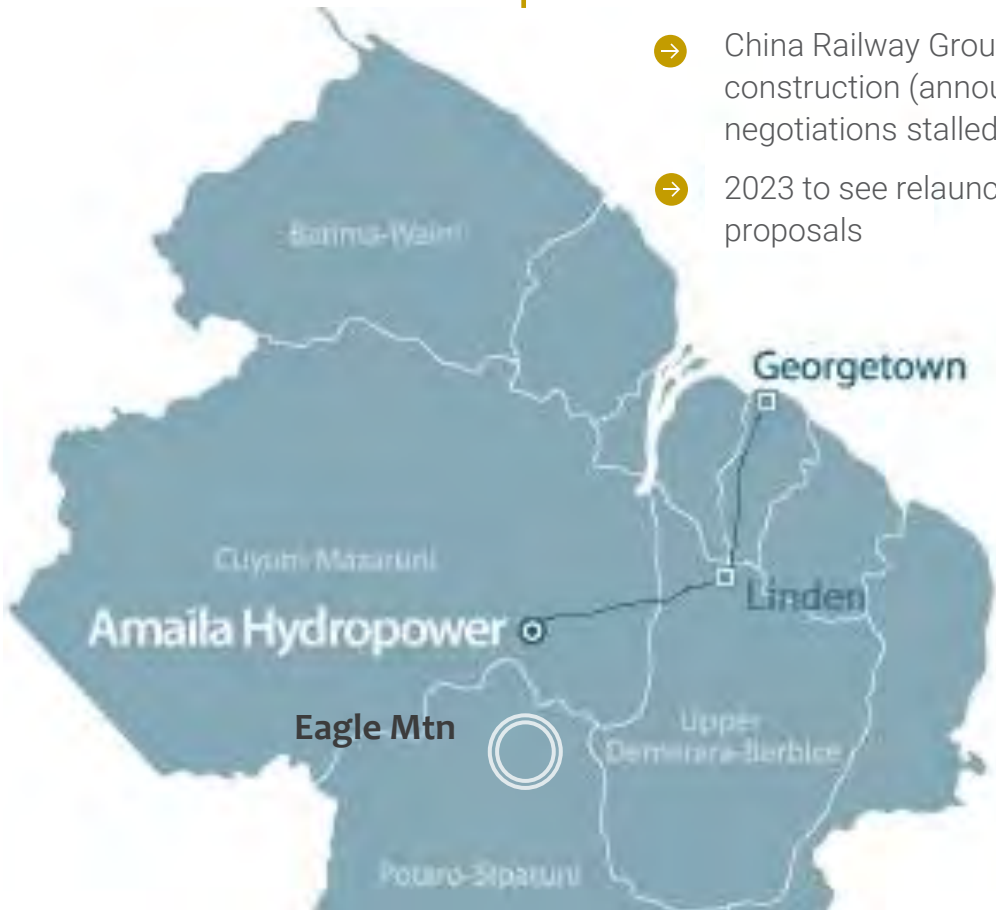 China Railway Grou
construction (annou
negotiations stalled
2023 to see relaunc
proposals
Barima-Waini
Georgetown
Cuyuni-Mazaruni
Linden
Amaila Hydropower
Eagle Mtn
Upper
Demerara-Berbice
Potaro-Siparuni